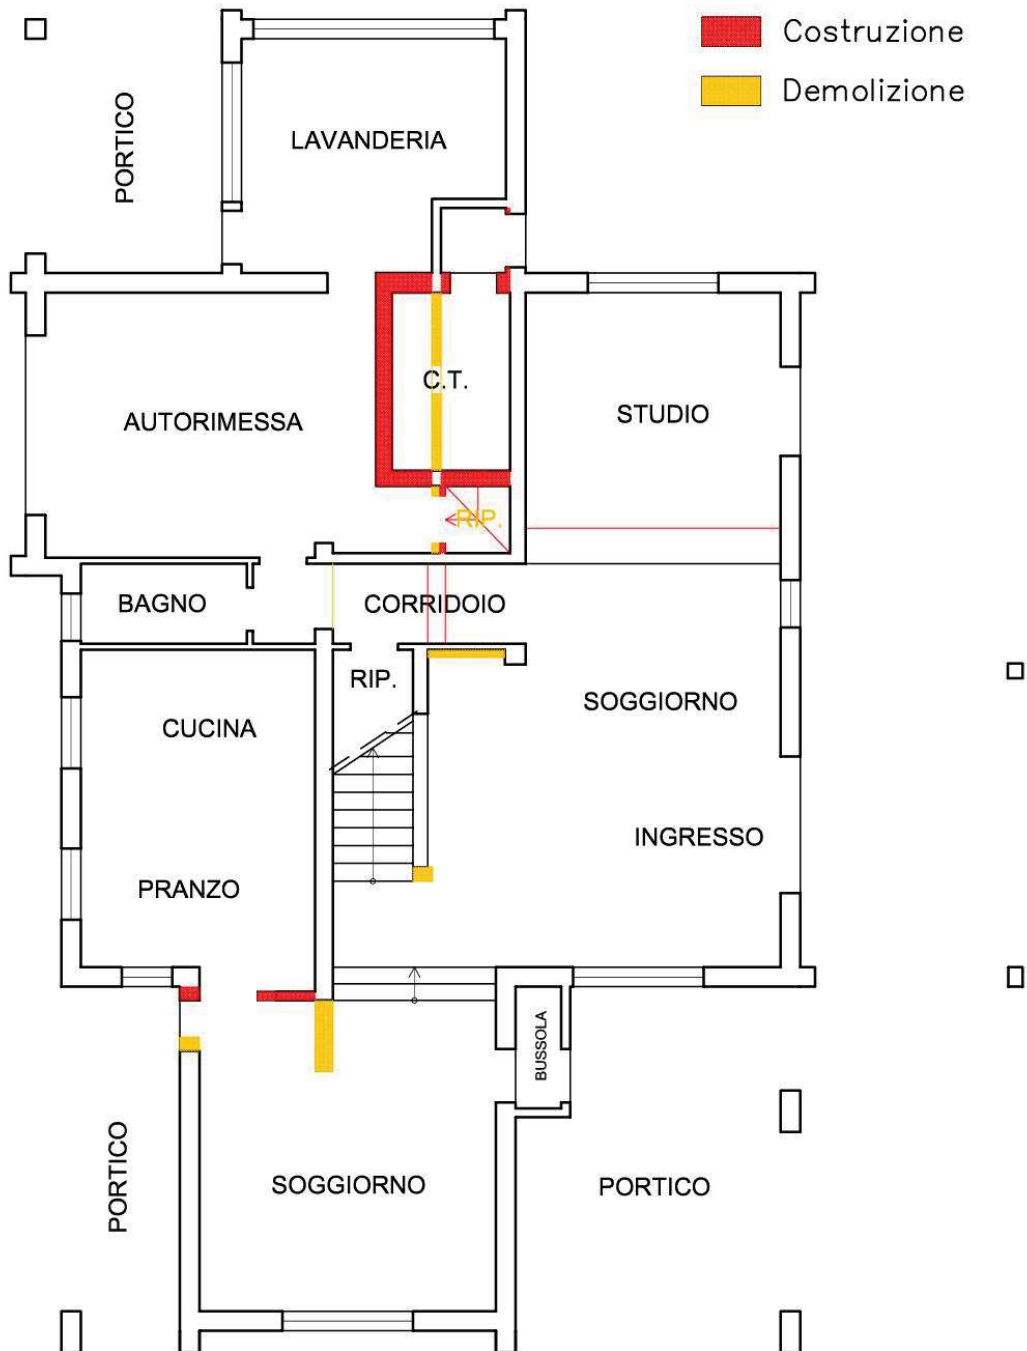 Costruzione
Demolizione
PORTICO
LAVANDERIA
C.T.
AUTORIMESSA
STUDIO
RIP.
BAGNO
CORRIDOIO
RIP.
SOGGIORNO
CUCINA
INGRESSO
PRANZO
BUSSOLA
PORTICO
SOGGIORNO
PORTICO